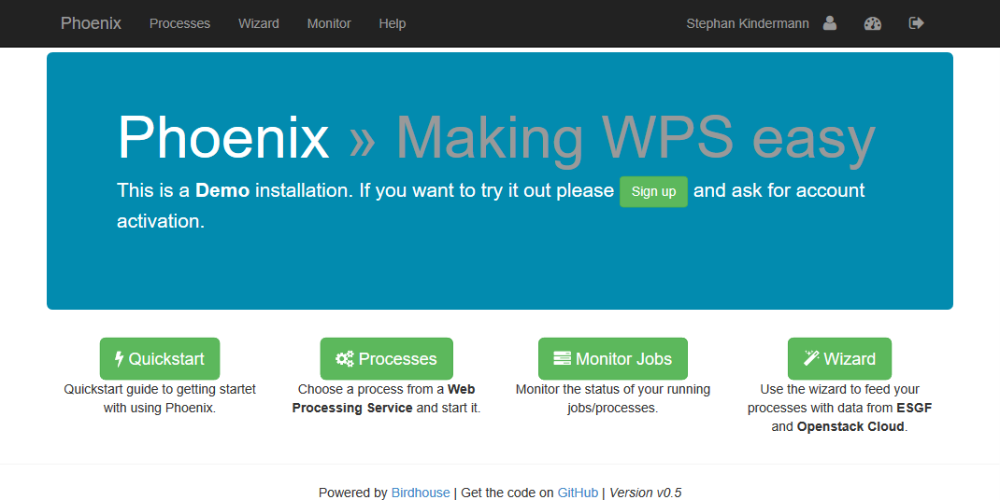 Phoenix Processes Wizard Monitor Help Stephan Kindermann
Phoenix » Making WPS easy
This is a Demo installation. If you want to try it out please Sign up and ask for account
activation.
Quickstart
Quickstart guide to getting startet
with using Phoenix.
Processes
Choose a process from a Web
Processing Service and start it.
Monitor Jobs
Monitor the status of your running
jobs/processes.
Wizard
Use the wizard to feed your
processes with data from ESGF
and Openstack Cloud.
Powered by Birdhouse | Get the code on GitHub | Version v0.5